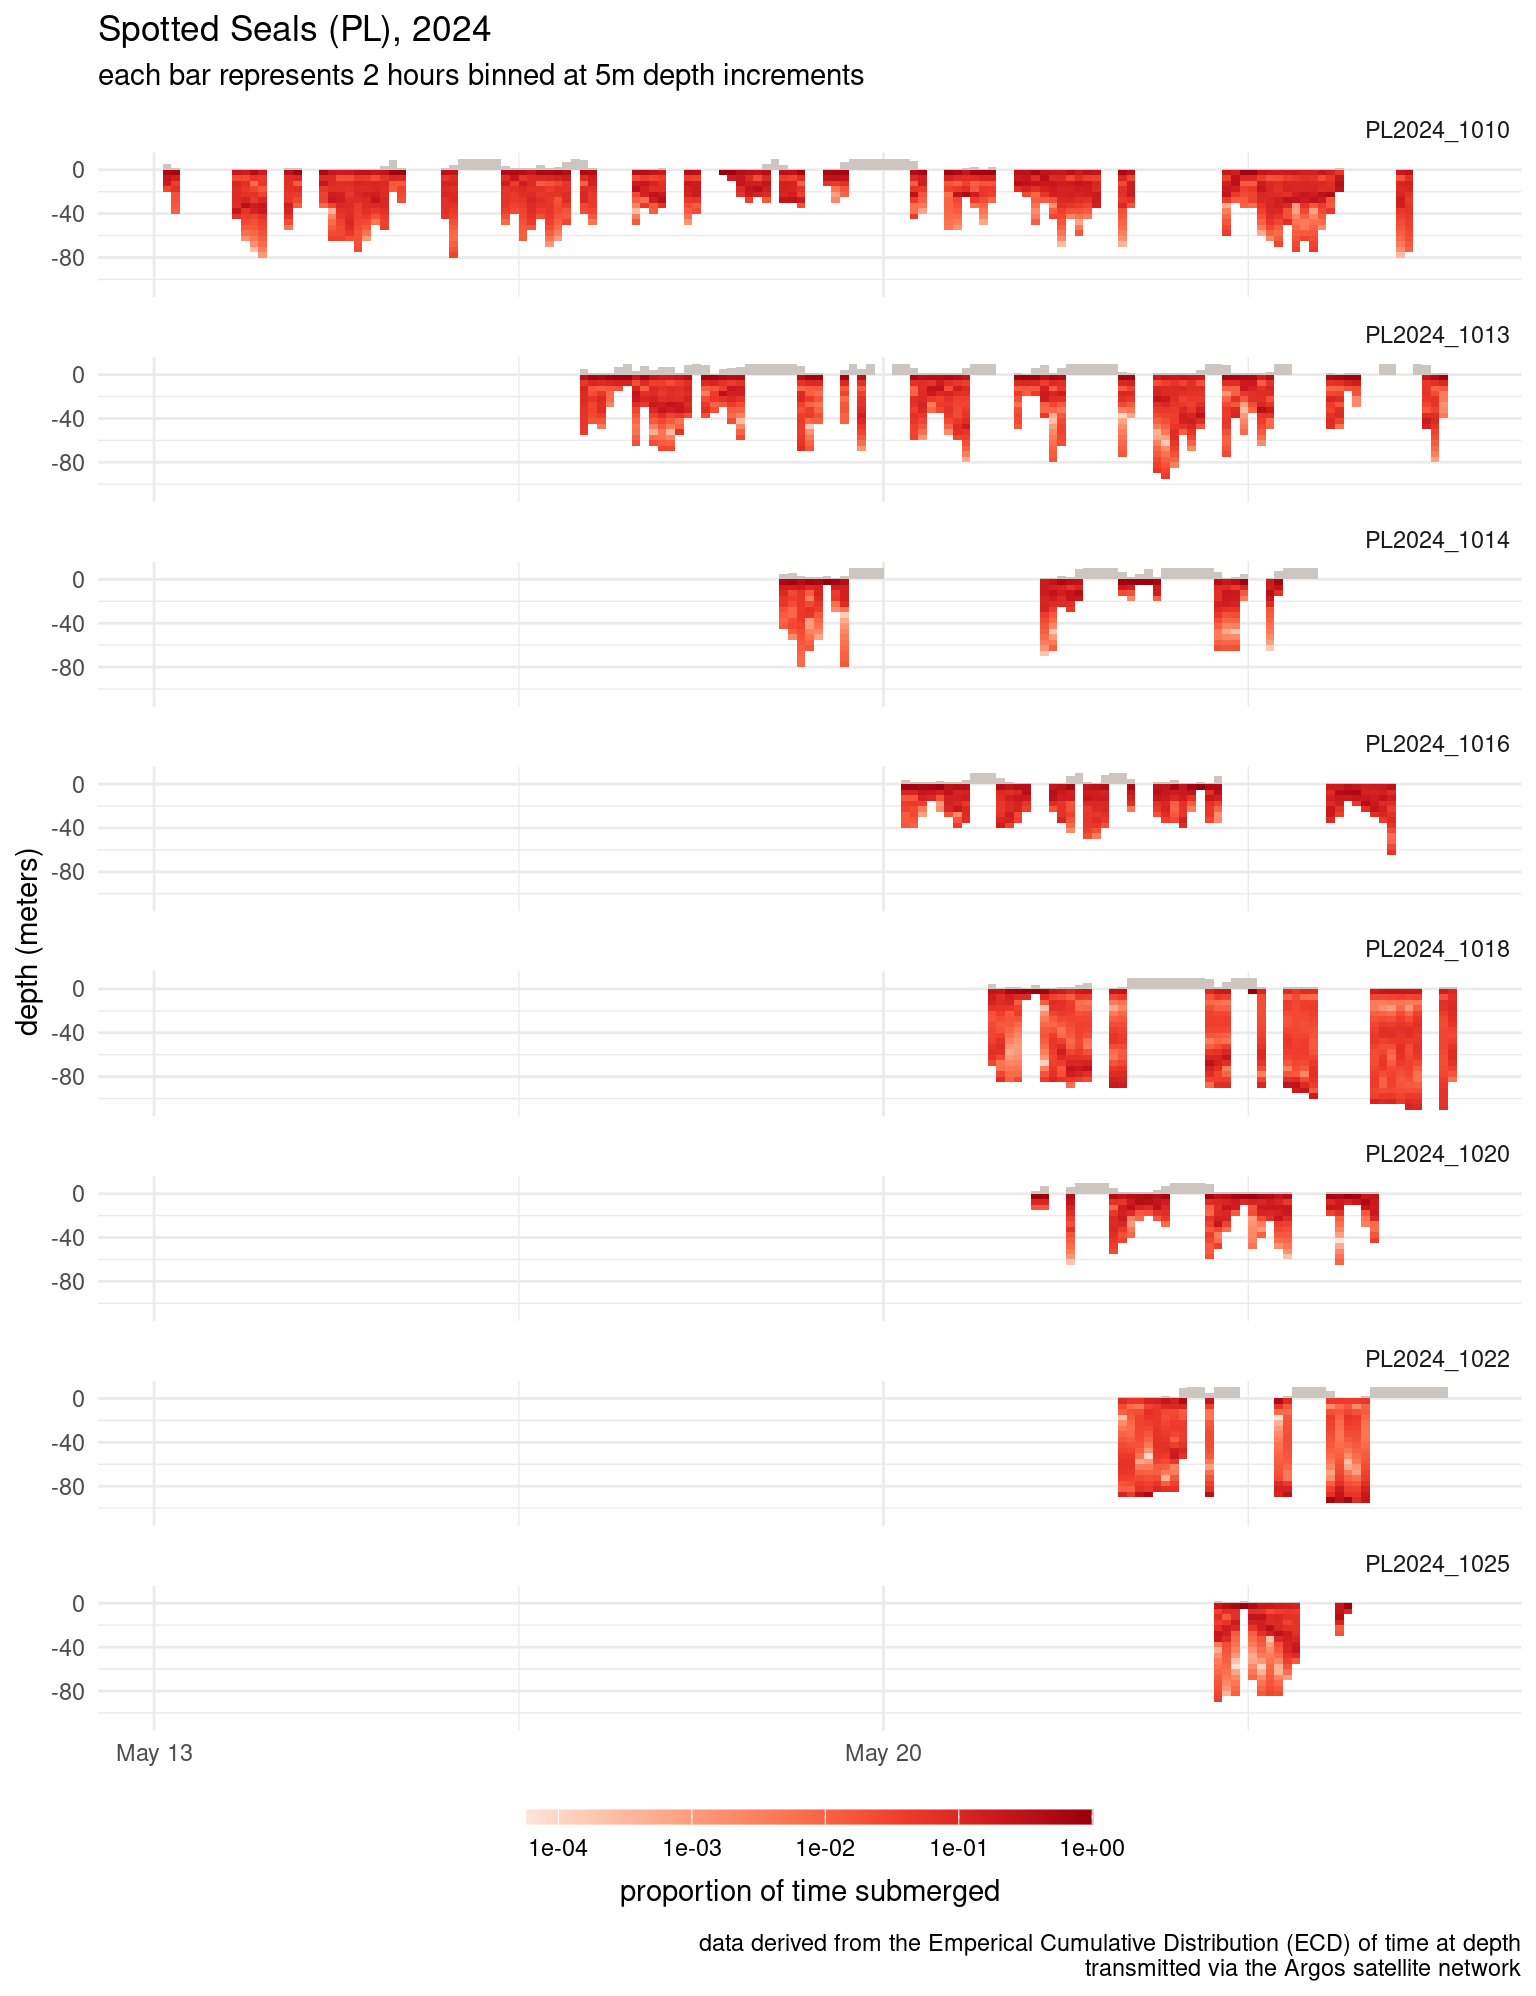 Spotted Seals (PL), 2024
each bar represents 2 hours binned at 5m depth increments
PL2024_1010
0
-40
-80
PL2024_1013
0
-40
-80
PL2024_1014
0
-40
-80
PL2024_1016
0
-40
-80
PL2024_1018
0
-40
-80
PL2024_1020
0
-40
-80
PL2024_1022
0
-40
-80
PL2024_1025
0
-40
-80
depth (meters)
May 13 May 20
1e-04 1e-03 1e-02 1e-01 1e+00
proportion of time submerged
data derived from the Emperical Cumulative Distribution (ECD) of time at depth
transmitted via the Argos satellite network